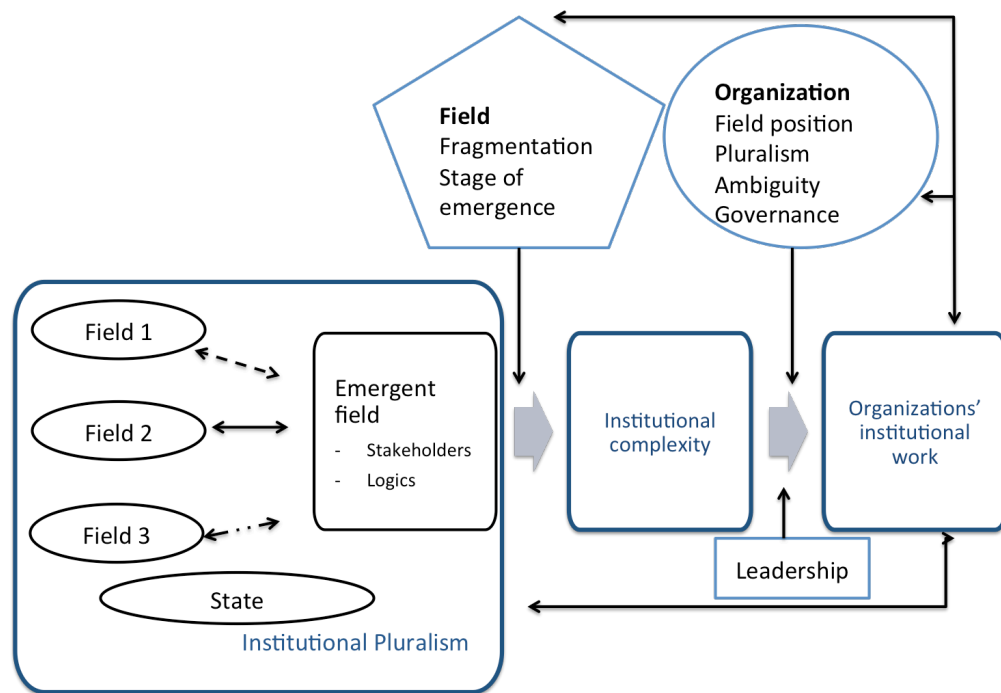 Field
Fragmentation
Stage of
emergence
Organization
Field position
Pluralism
Ambiguity
Governance
Field 1
Field 2
Field 3
State
Emergent
field
- Stakeholders
- Logics
Institutional Pluralism
Institutional
complexity
Organizations’
institutional
work
Leadership